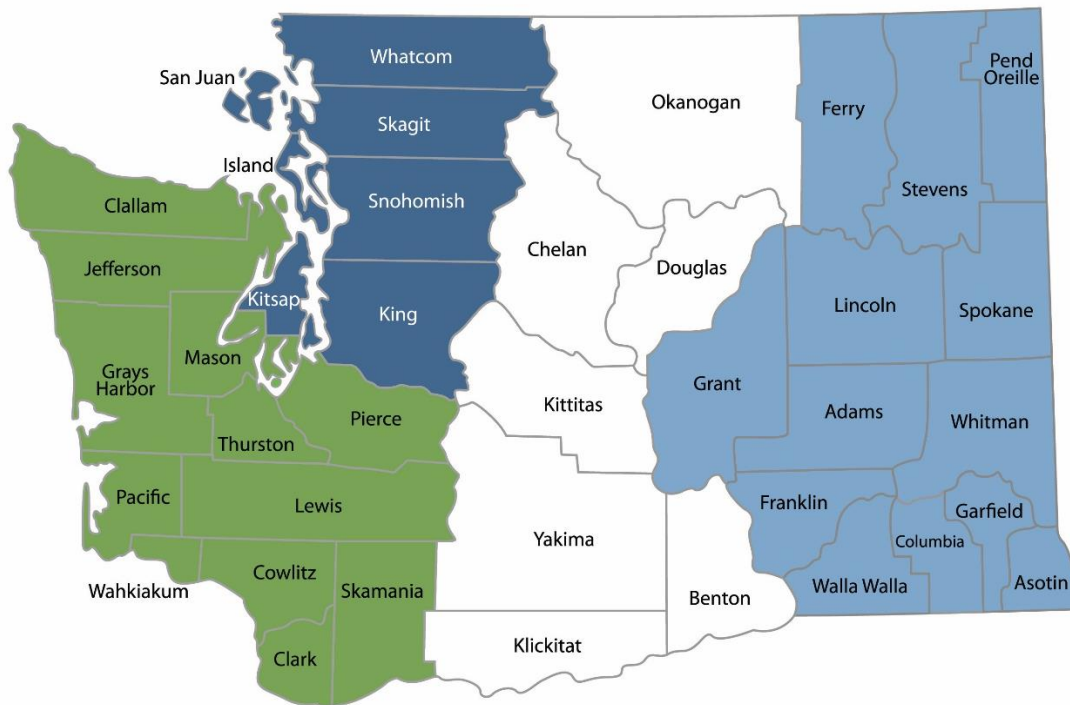 Whatcom
San Juan
Pend
Oreille
Okanogan
Ferry
Skagit
Island
Stevens
Snohomish
Clallam
Chelan
Douglas
Jefferson
Kitsap
Lincoln
Spokane
King
Mason
Grays
Harbor
Grant
Kittitas
Adams
Pierce
Whitman
Thurston
Pacific
Lewis
Franklin
Garfield
Yakima
Columbia
Cowlitz
Wahkiakum
Skamania
Walla Walla
Asotin
Benton
Klickitat
Clark